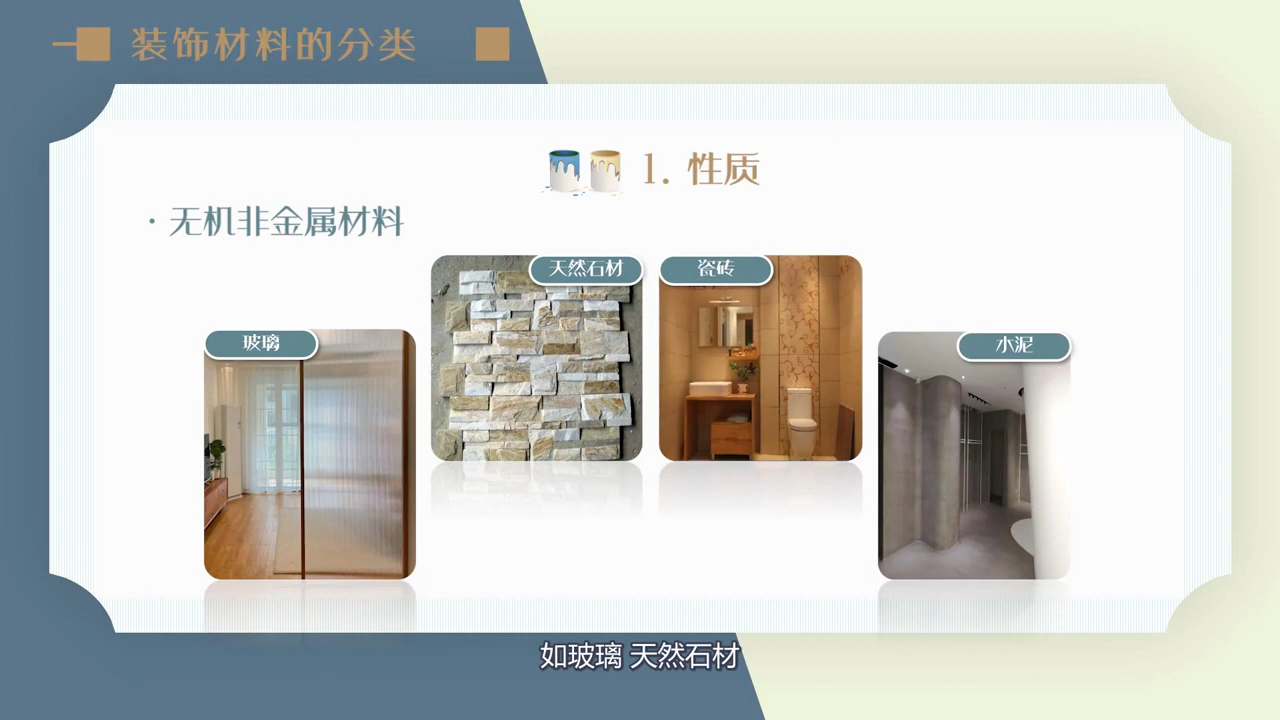 装饰材料的分类
1. 性质
· 无机非金属材料
天然石材
瓷砖
玻璃
水泥
如玻璃 天然石材